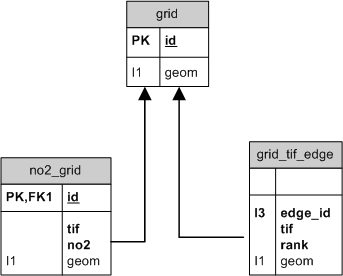 grid
PK id
I1 geom
no2_grid
PK,FK1 id
tif
no2
I1 geom
grid_tif_edge
I3 edge_id
tif
rank
I1 geom